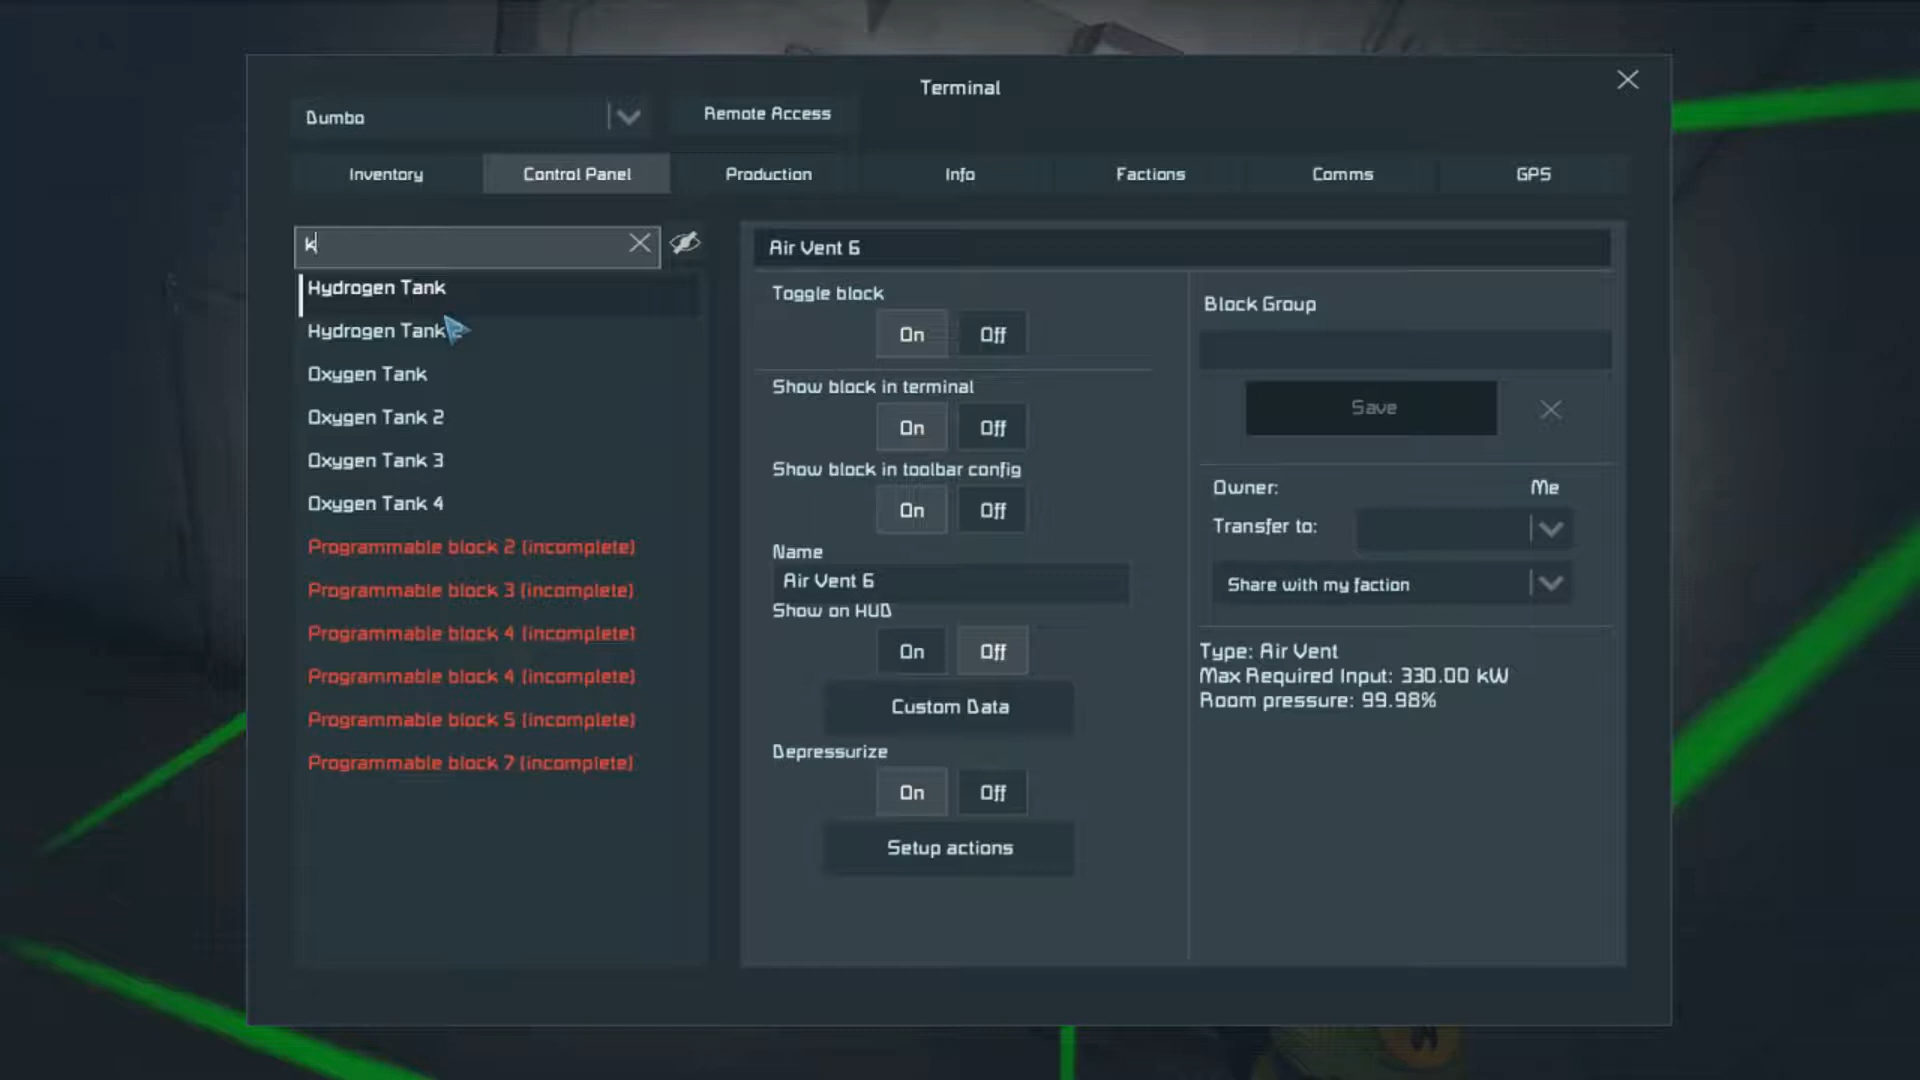 Terminal
Dumbo
Remote Access
Inventory
Control Panel
Production
Info
Factions
Comms
GPS
k
Hydrogen Tank
Hydrogen Tank 2
Oxygen Tank
Oxygen Tank 2
Oxygen Tank 3
Oxygen Tank 4
Programmable block 2 (incomplete)
Programmable block 3 (incomplete)
Programmable block 4 (incomplete)
Programmable block 4 (incomplete)
Programmable block 5 (incomplete)
Programmable block 7 (incomplete)
Air Vent 6
Toggle block
On Off
Show block in terminal
On Off
Show block in toolbar config
On Off
Name
Air Vent 6
Show on HUD
On Off
Custom Data
Depressurize
On Off
Setup actions
Block Group
Save
Owner: Me
Transfer to:
Share with my faction
Type: Air Vent
Max Required Input: 330.00 kW
Room pressure: 99.98%